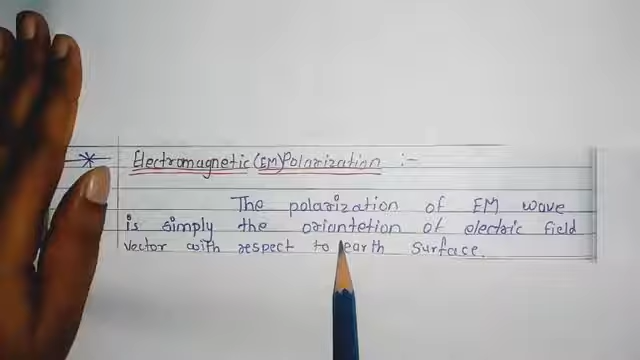 * Electromagnetic (EM) Polarization :-
The polarization of EM wave
is simply the oriantetion of electric field
vector with respect to earth surface.